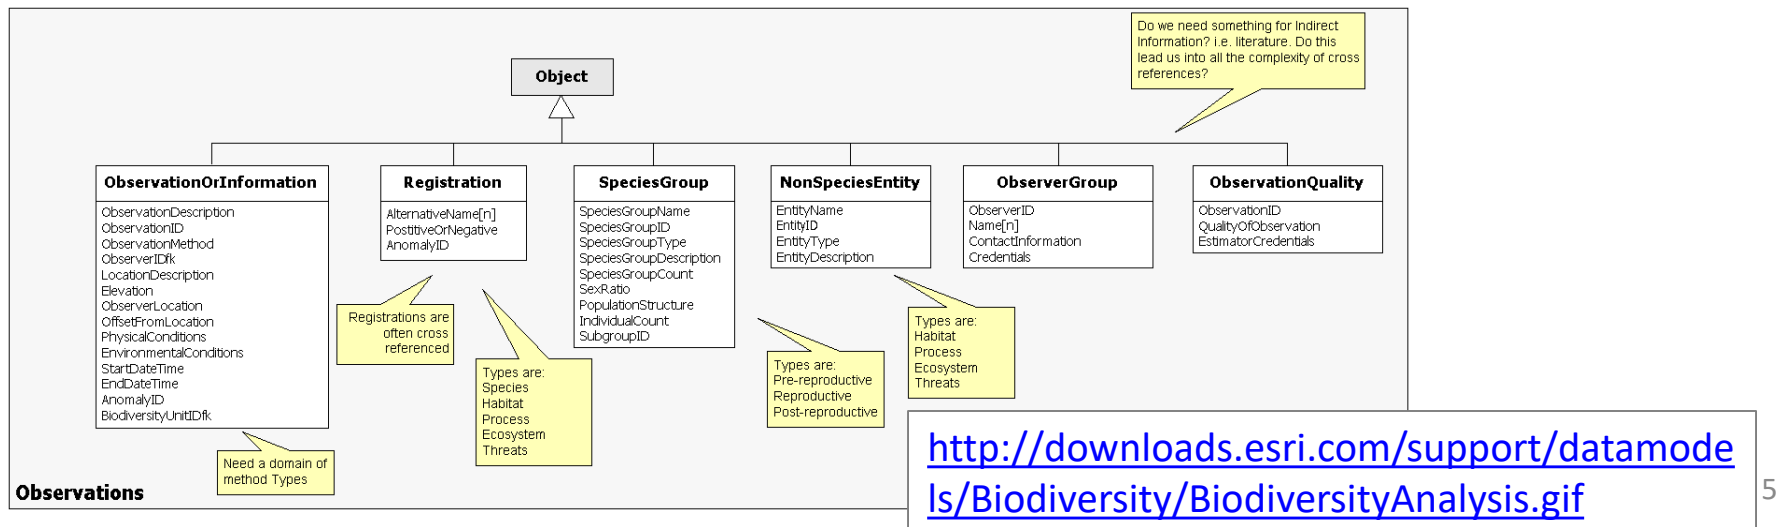 Do we need something for Indirect
Information? i.e. literature. Do this
lead us into all the complexity of cross
references?
Object
ObservationOrInformation
ObservationDescription
ObservationID
ObservationMethod
ObserverIDfk
LocationDescription
Elevation
ObserverLocation
OffsetFromLocation
PhysicalConditions
EnvironmentalConditions
StartDateTime
EndDateTime
AnomalyID
BiodiversityUnitIDfk
Registration
AlternativeName[n]
PostitiveOrNegative
AnomalyID
SpeciesGroup
SpeciesGroupName
SpeciesGroupID
SpeciesGroupType
SpeciesGroupDescription
SpeciesGroupCount
SexRatio
PopulationStructure
IndividualCount
SubgroupID
NonSpeciesEntity
EntityName
EntityID
EntityType
EntityDescription
ObserverGroup
ObserverID
Name[n]
ContactInformation
Credentials
ObservationQuality
ObservationID
QualityOfObservation
EstimatorCredentials
Registrations are
often cross
referenced
Types are:
Species
Habitat
Process
Ecosystem
Threats
Types are:
Pre-reproductive
Reproductive
Post-reproductive
Types are:
Habitat
Process
Ecosystem
Threats
Need a domain of
method Types
Observations
http://downloads.esri.com/support/datamode
ls/Biodiversity/BiodiversityAnalysis.gif
5